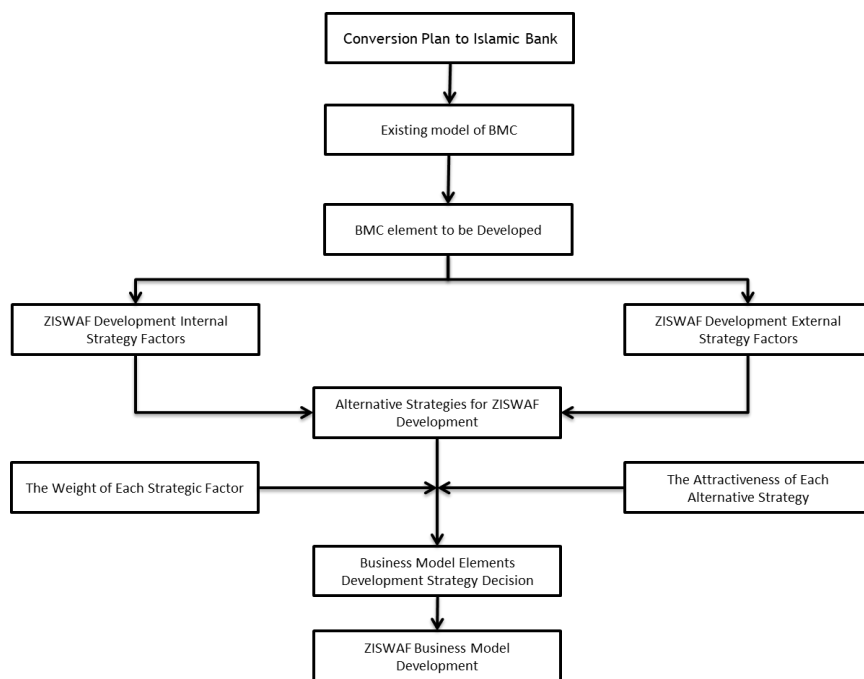 Conversion Plan to Islamic Bank
Existing model of BMC
BMC element to be Developed
ZISWAF Development Internal
Strategy Factors
ZISWAF Development External
Strategy Factors
Alternative Strategies for ZISWAF
Development
The Weight of Each Strategic Factor
The Attractiveness of Each
Alternative Strategy
Business Model Elements
Development Strategy Decision
ZISWAF Business Model
Development